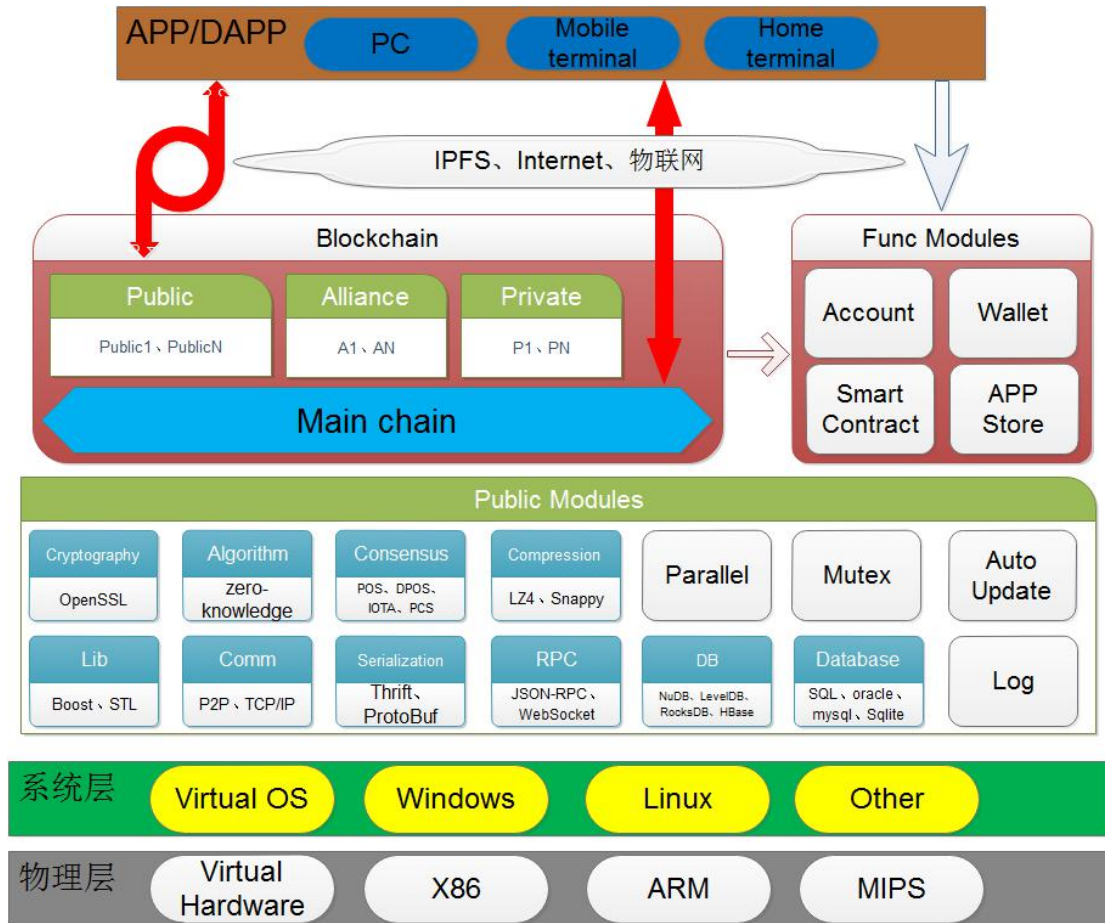 APP/DAPP
PC
Mobile
terminal
Home
terminal
IPFS、Internet、物联网
Blockchain
Public
Public1、PublicN
Alliance
A1、AN
Private
P1、PN
Main chain
Func Modules
Account
Wallet
Smart
Contract
APP
Store
Public Modules
Cryptography
OpenSSL
Algorithm
zero-
knowledge
Consensus
POS、DPOS、
IOTA、PCS
Compression
LZ4、Snappy
Parallel
Mutex
Auto
Update
Lib
Boost、STL
Comm
P2P、TCP/IP
Serialization
Thrift、
ProtoBuf
RPC
JSON-RPC、
WebSocket
DB
NuDB、LevelDB、
RooksDB、HBase
Database
SQL、oracle、
mysql、Sqlite
Log
系统层
Virtual OS
Windows
Linux
Other
物理层
Virtual
Hardware
X86
ARM
MIPS